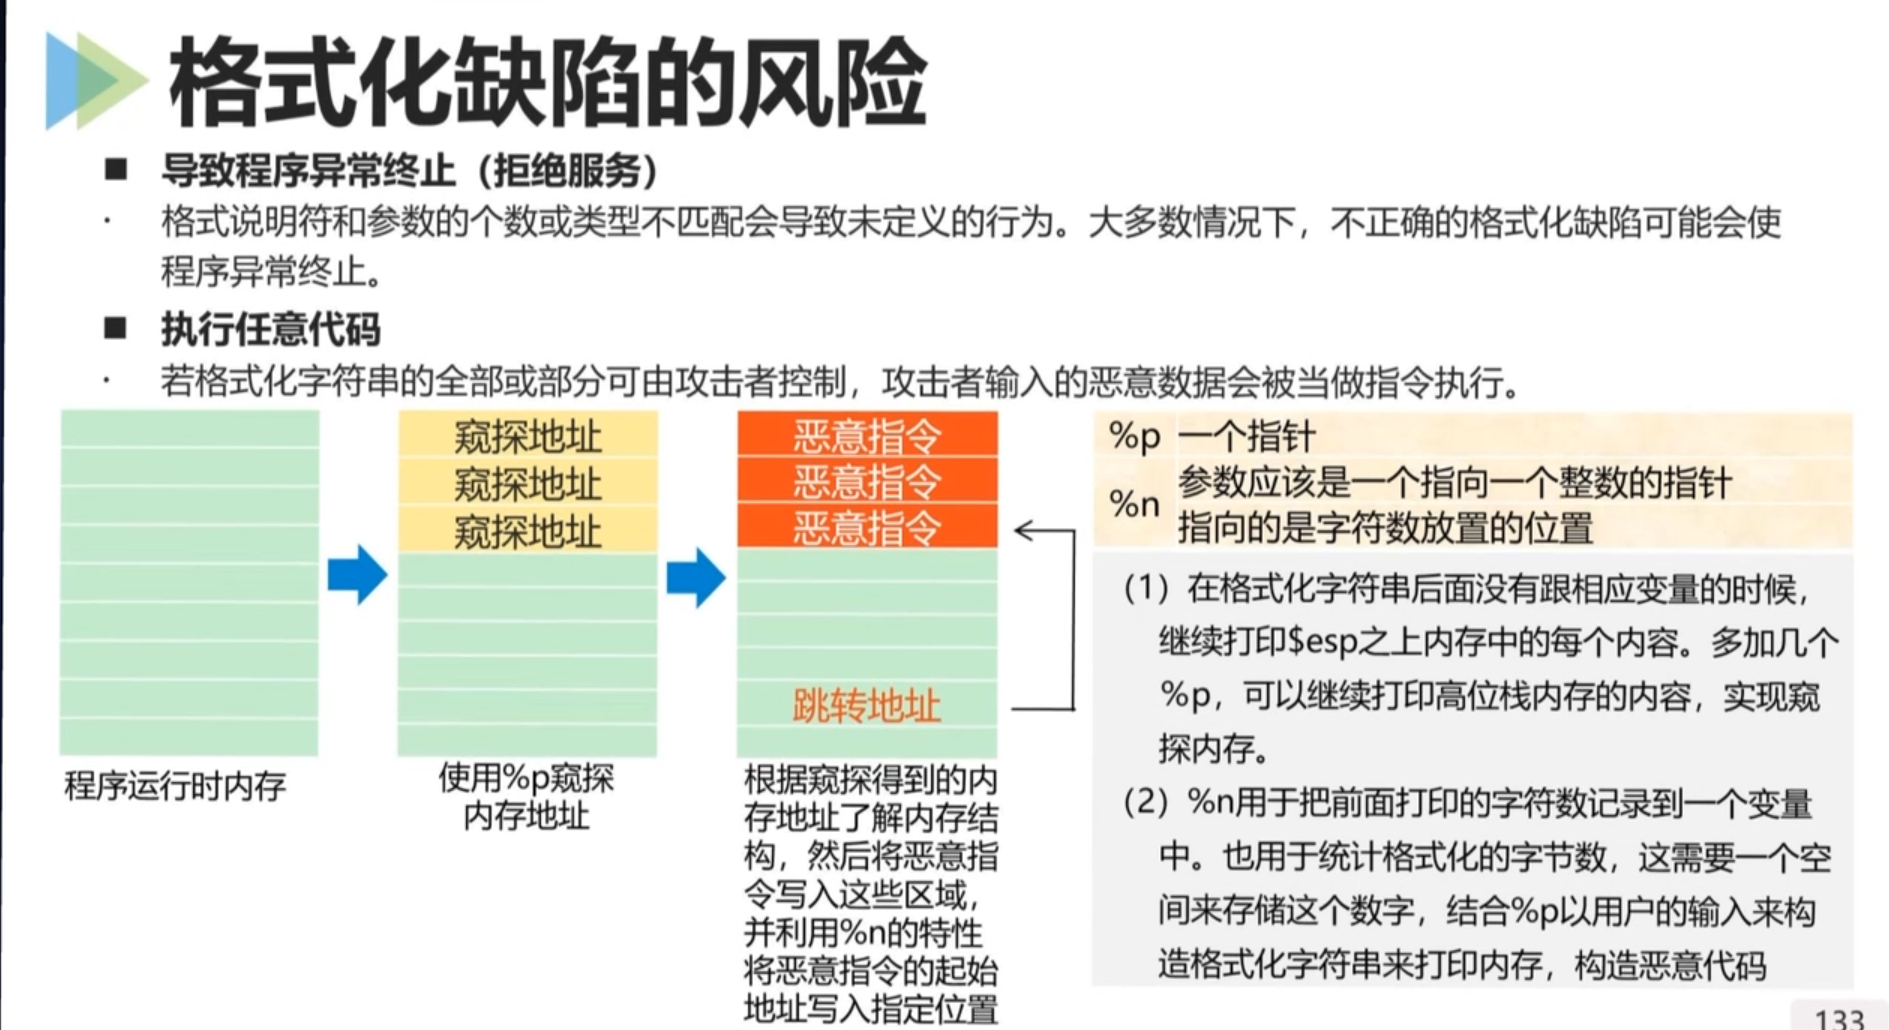 格式化缺陷的风险
■ 导致程序异常终止（拒绝服务）
· 格式说明符和参数的个数或类型不匹配会导致未定义的行为。大多数情况下，不正确的格式化缺陷可能会使
程序异常终止。
■ 执行任意代码
· 若格式化字符串的全部或部分可由攻击者控制，攻击者输入的恶意数据会被当做指令执行。
程序运行时内存
窥探地址
窥探地址
窥探地址
使用%p窥探
内存地址
恶意指令
恶意指令
恶意指令
跳转地址
根据窥探得到的内
存地址了解内存结
构，然后将恶意指
令写入这些区域，
并利用%n的特性
将恶意指令的起始
地址写入指定位置
%p 一个指针
%n 参数应该是一个指向一个整数的指针
指向的是字符数放置的位置
（1）在格式化字符串后面没有跟相应变量的时候，
继续打印$esp之上内存中的每个内容。多加几个
%p，可以继续打印高位栈内存的内容，实现窥
探内存。
（2）%n用于把前面打印的字符数记录到一个变量
中。也用于统计格式化的字节数，这需要一个空
间来存储这个数字，结合%p以用户的输入来构
造格式化字符串来打印内存，构造恶意代码
133